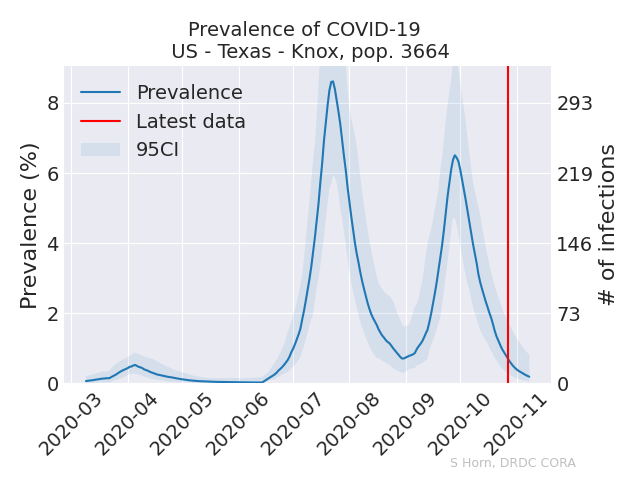 Prevalence of COVID-19
US - Texas - Knox, pop. 3664
Prevalence
Latest data
95CI
Prevalence (%)
8
6
4
2
0
293
219
146
73
0
# of infections
2020-03
2020-04
2020-05
2020-06
2020-07
2020-08
2020-09
2020-10
2020-11
S Horn, DRDC CORA